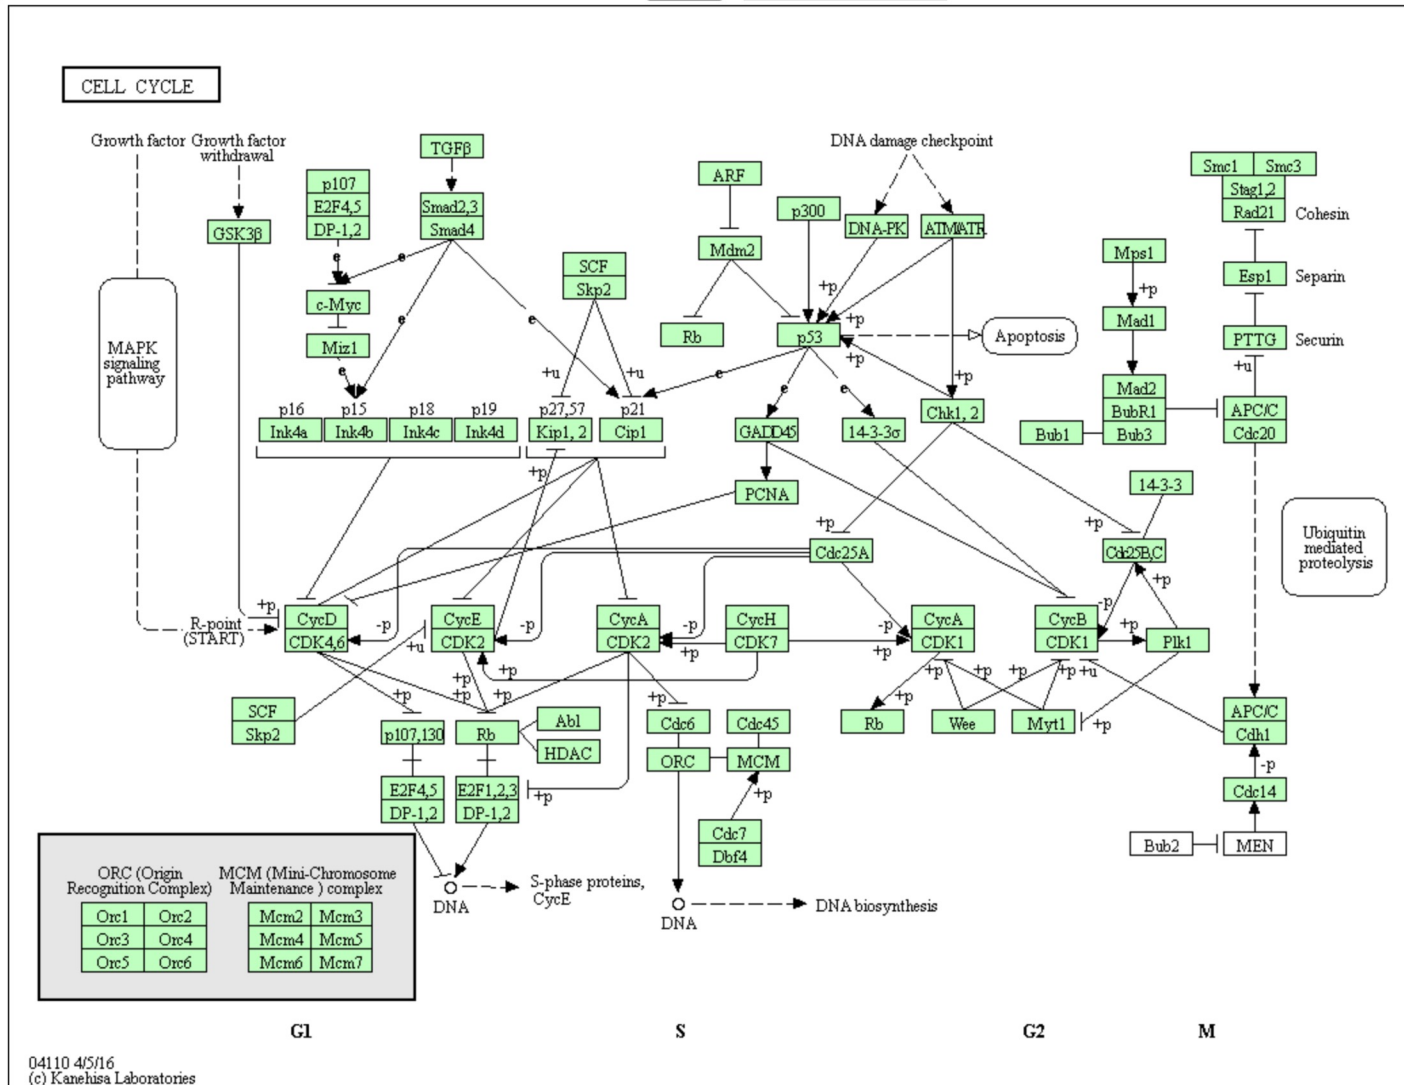 CELL CYCLE
Growth factor
Growth factor
withdrawal
TGFβ
DNA damage checkpoint
Smc1
Smc3
Stag1,2
Rad21
Cohesin
p107
E2F4,5
DP-1,2
Smad2,3
Smad4
ARF
p300
GSK3β
DNA-PK
ATM/ATR
Mdm2
Mps1
e
e
SCF
Skp2
+p
+p
Esp1
Separin
c-Myc
e
e
Mad1
Miz1
Rb
p53
+p
Apoptosis
PTTG
Securin
MAPK
signaling
pathway
e
+u
+u
e
e
e
+p
+p
+u
Mad2
BubR1
Bub3
Bub1
APC/C
Cdc20
p16
p15
p18
p19
p27,57
p21
Ink4a
Ink4b
Ink4c
Ink4d
Kip1, 2
Cip1
GADD45
14-3-3σ
Chk1, 2
+p
PCNA
14-3-3
+p
+p
Cdc25A
Cdc25B,C
Ubiquitin
mediated
proteolysis
+p
R-point
(START)
CycD
CDK4,6
-p
CycE
CDK2
-p
CycA
CDK2
-p
+p
CycH
CDK7
-p
+p
CycA
CDK1
CycB
CDK1
-p
+p
+p
Plk1
+u
+p
+p
+p
+p
+p
+p
+p
+p
+p
+u
+p
SCF
Skp2
p107,130
Rb
Abl
HDAC
Cdc6
Cdc45
ORC
MCM
Rb
Wee
Myt1
APC/C
Cdh1
-p
E2F4,5
DP-1,2
E2F1,2,3
DP-1,2
+p
+p
Cdc14
Cdc7
Dbf4
Bub2
MEN
DNA
S-phase proteins,
CycE
DNA
DNA biosynthesis
ORC (Origin
Recognition Complex)
MCM (Mini-Chromosome
Maintenance ) complex
Orc1
Orc2
Mcm2
Mcm3
Orc3
Orc4
Mcm4
Mcm5
Orc5
Orc6
Mcm6
Mcm7
G1
S
G2
M
04110 4/5/16
(c) Kanehisa Laboratories